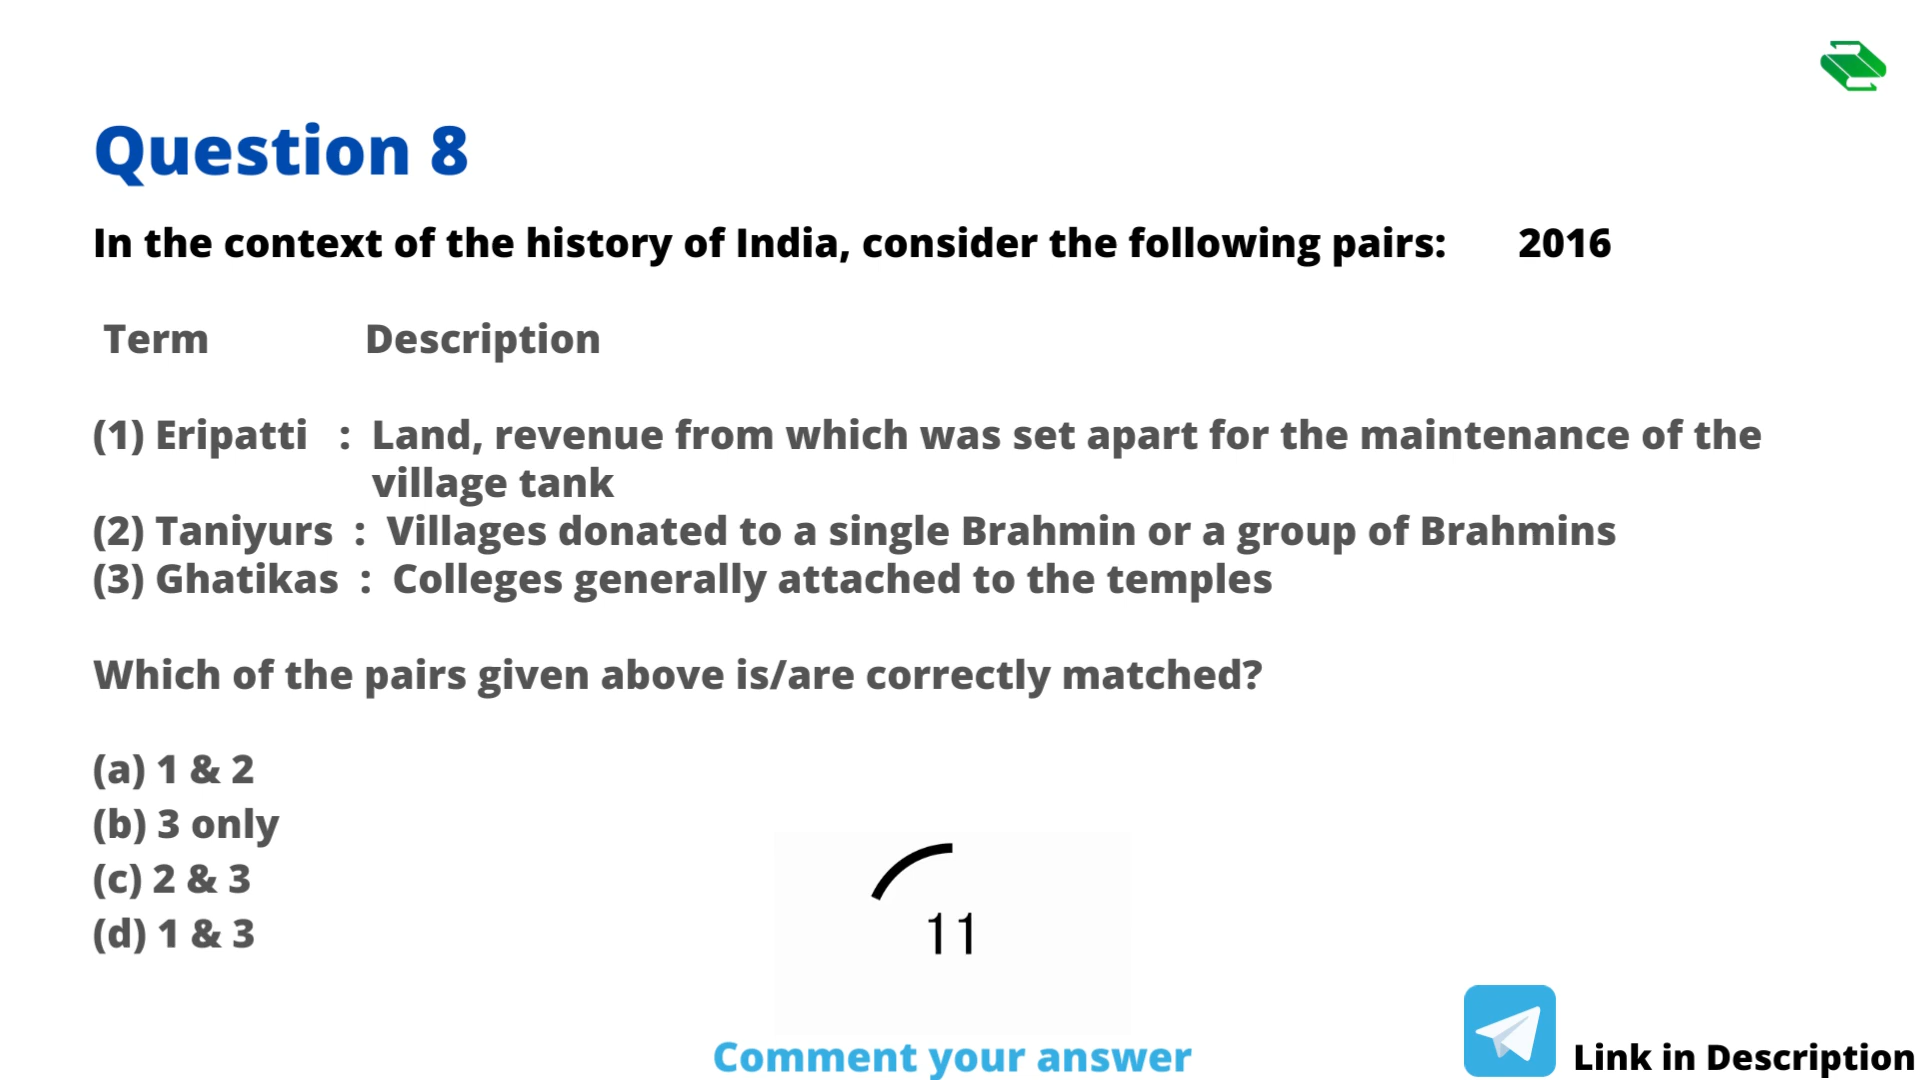 Question 8
In the context of the history of India, consider the following pairs: 2016
Term Description
(1) Eripatti : Land, revenue from which was set apart for the maintenance of the
village tank
(2) Taniyurs : Villages donated to a single Brahmin or a group of Brahmins
(3) Ghatikas : Colleges generally attached to the temples
Which of the pairs given above is/are correctly matched?
(a) 1 & 2
(b) 3 only
(c) 2 & 3
(d) 1 & 3
11
Comment your answer
Link in Description